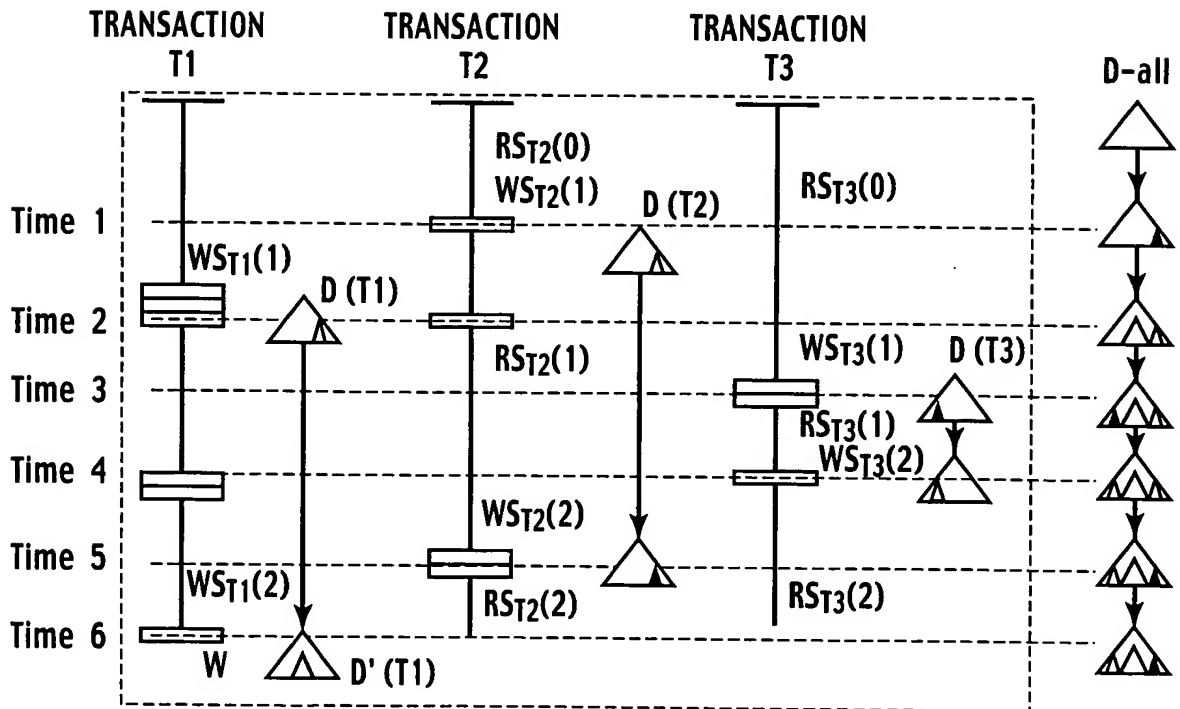 TRANSACTION T1
TRANSACTION T2
TRANSACTION T3
D-all
RST2(0)
WST2(1)
RST3(0)
Time 1
D (T2)
WST1(1)
D (T1)
Time 2
RST2(1)
WST3(1)
D (T3)
Time 3
RST3(1)
WST3(2)
Time 4
WST2(2)
Time 5
WST1(2)
RST2(2)
RST3(2)
Time 6
W
D' (T1)